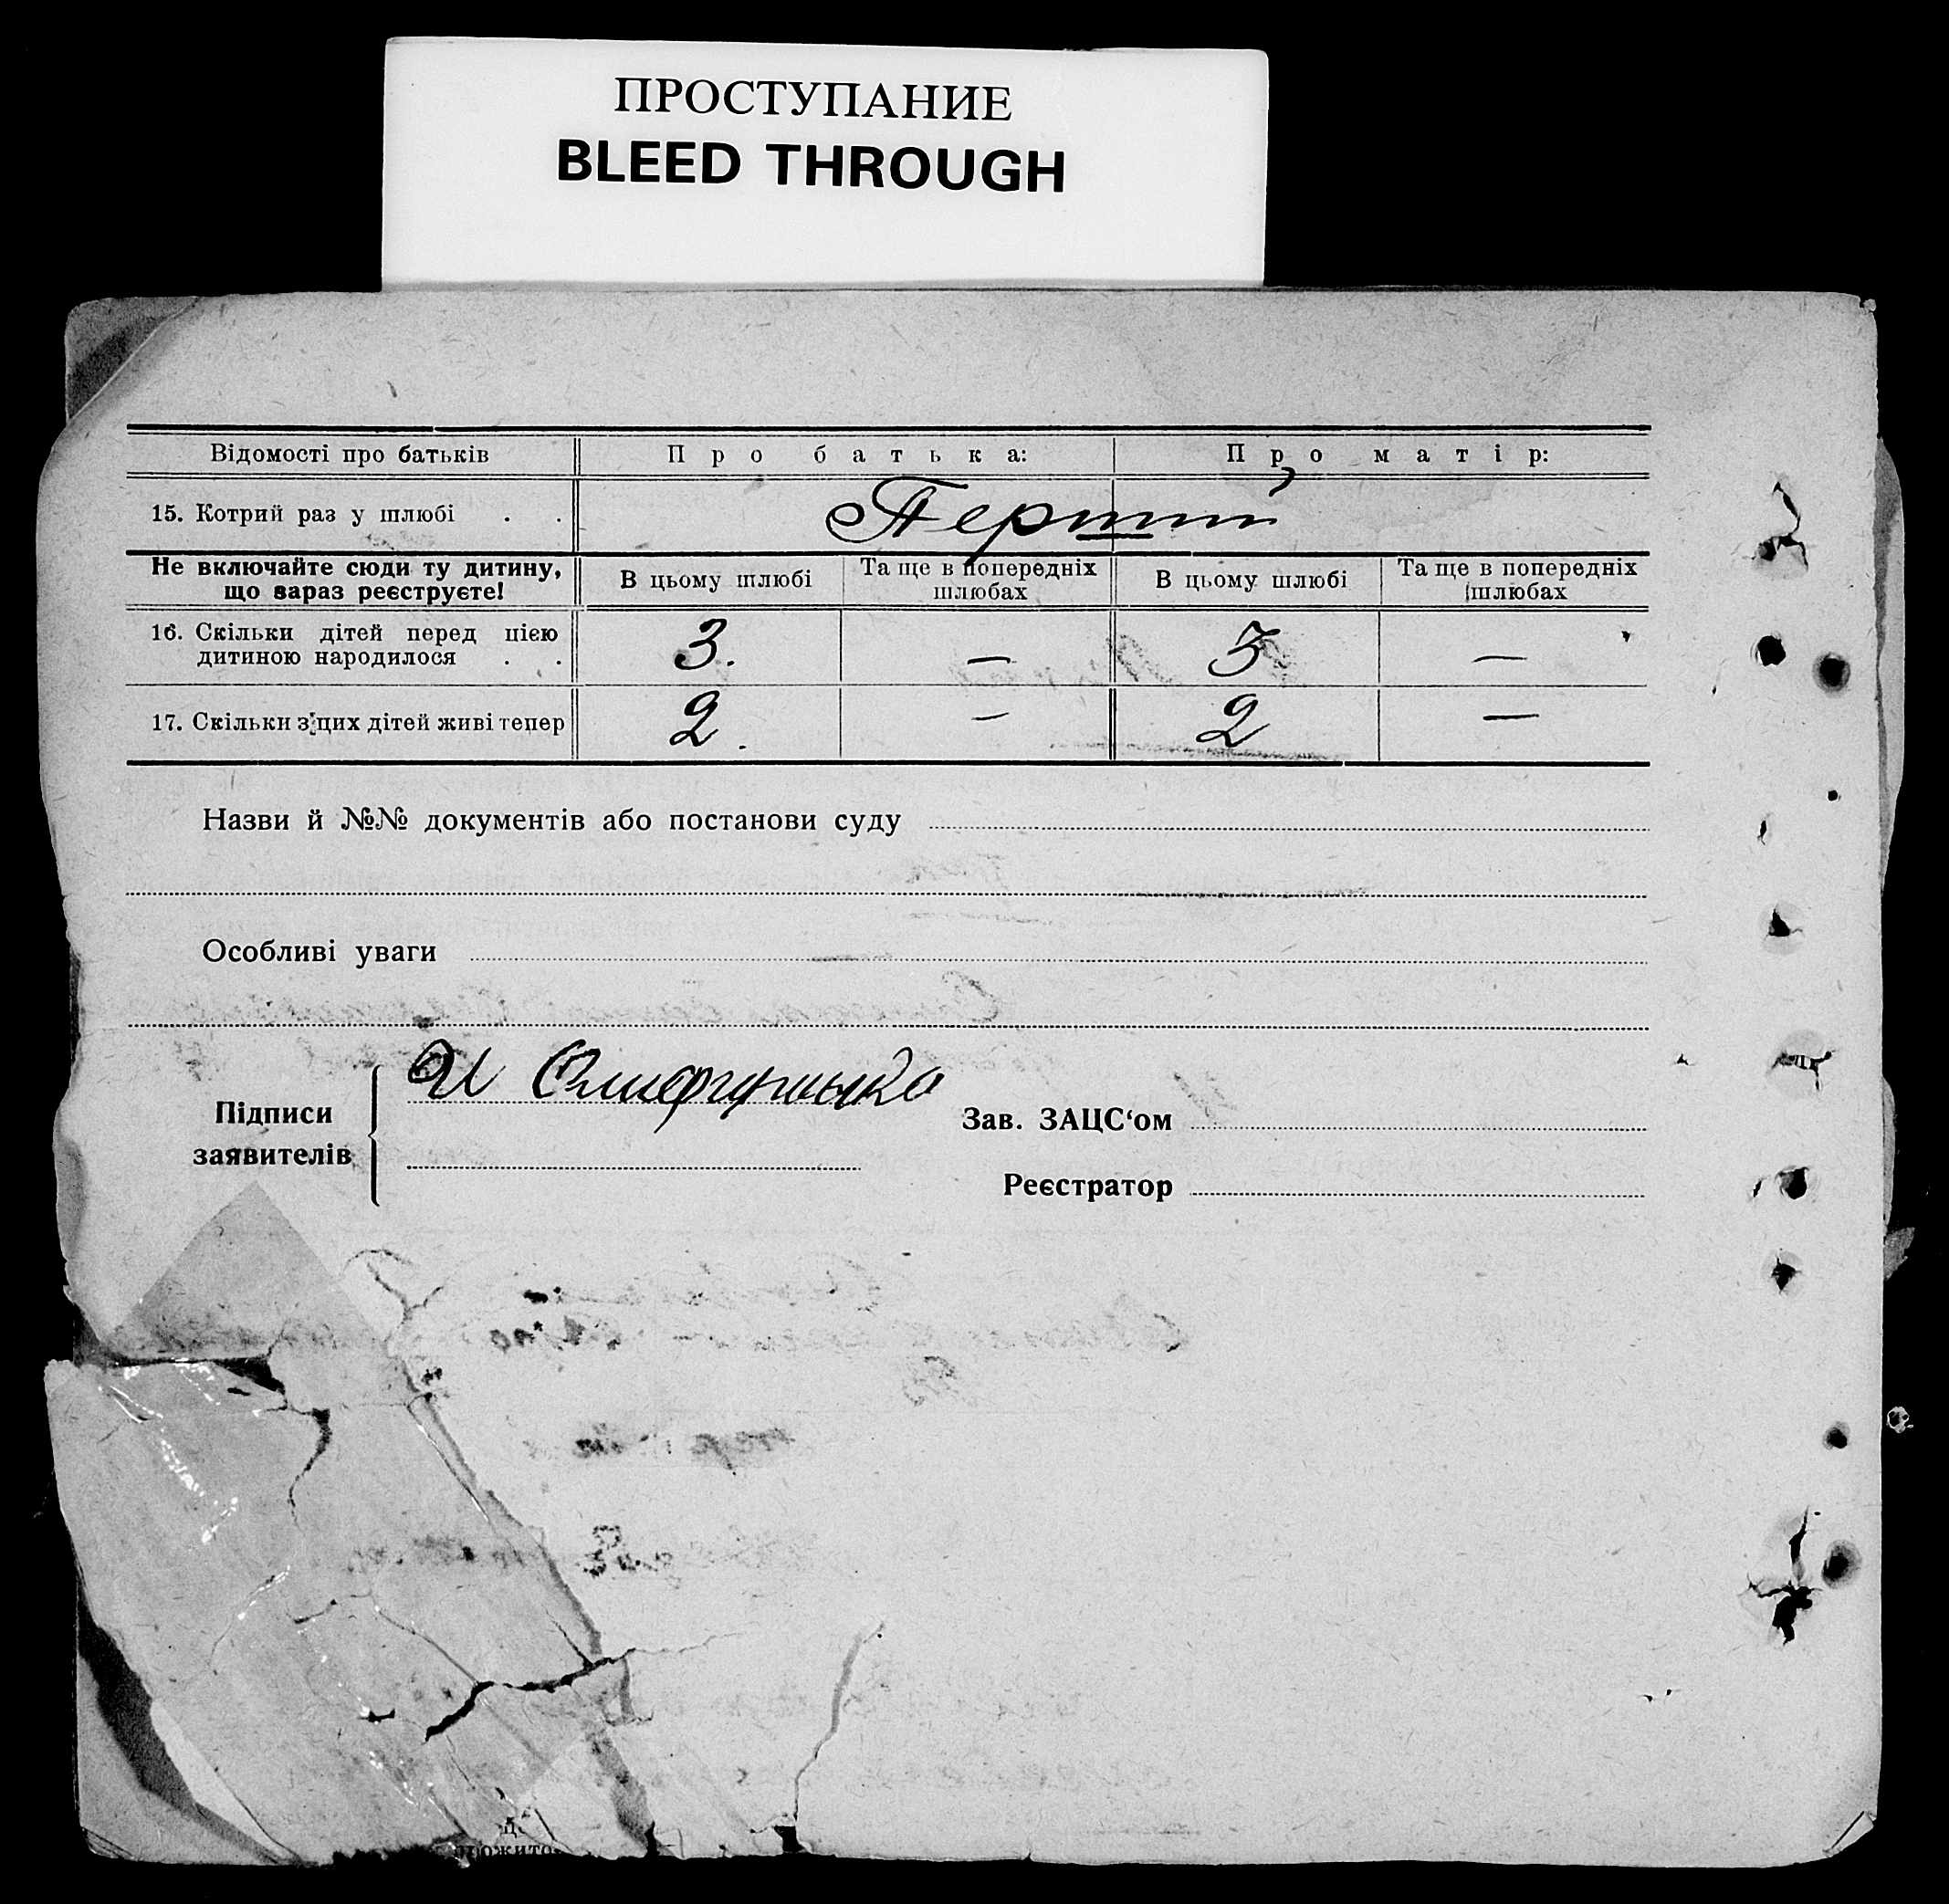 ПРОСТУПАНИЕ
BLEED THROUGH
Відомості про батьків Про батька: Про матір:
15. Котрий раз у шлюбі . . Перший
Не включайте сюди ту дитину, що зараз реєструєте! В цьому шлюбі Та ще в попередніх шлюбах В цьому шлюбі Та ще в попередніх шлюбах
16. Скільки дітей перед цією дитиною народилося . . 3. — 3 —
17. Скільки з цих дітей живі тепер 2. — 2 —
Назви й №№ документів або постанови суду
Особливі уваги
Підписи заявителів
И
Зав. ЗАЦС‘ом
Реєстратор